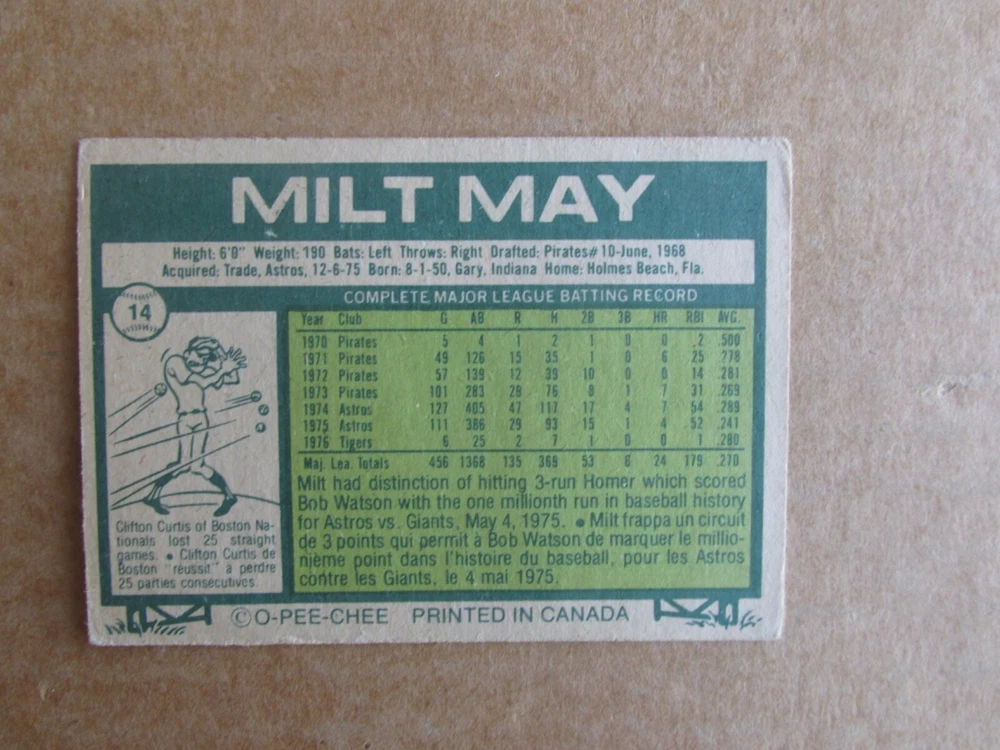 MILT MAY
Height: 6'0" Weight: 190 Bats: Left Throws: Right Drafted: Pirates #10-June, 1968
Acquired: Trade, Astros, 12-6-75 Born: 8-1-50, Gary, Indiana Home: Holmes Beach, Fla.
14
COMPLETE MAJOR LEAGUE BATTING RECORD
Year Club G AB R H 2B 3B HR RBI AVG.
1970 Pirates 5 4 1 2 1 0 0 2 .500
1971 Pirates 49 126 15 35 1 0 6 25 .278
1972 Pirates 57 139 12 39 10 0 0 14 .281
1973 Pirates 101 283 29 76 8 1 7 31 .269
1974 Astros 127 405 47 117 17 4 7 54 .289
1975 Astros 111 386 29 93 15 1 4 52 .241
1976 Tigers 6 25 2 7 1 0 0 1 .280
Maj. Lea. Totals 456 1368 135 369 53 6 24 179 .270
Clifton Curtis of Boston Na-
tionals lost 25 straight
games. • Clifton Curtis de
Boston "réussit" à perdre
25 parties consecutives.
Milt had distinction of hitting 3-run Homer which scored
Bob Watson with the one millionth run in baseball history
for Astros vs. Giants, May 4, 1975. • Milt frappa un circuit
de 3 points qui permit à Bob Watson de marquer le millio-
nième point dans l'histoire du baseball, pour les Astros
contre les Giants, le 4 mai 1975.
©O-PEE-CHEE PRINTED IN CANADA